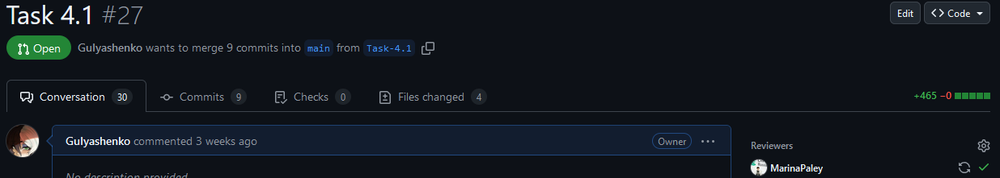 Task 4.1 #27
Edit
Code
Open
Gulyashenko wants to merge 9 commits into main from Task-4.1
Conversation 30
Commits 9
Checks 0
Files changed 4
+465 −0
Gulyashenko commented 3 weeks ago
Owner
No description provided.
Reviewers
MarinaPaley